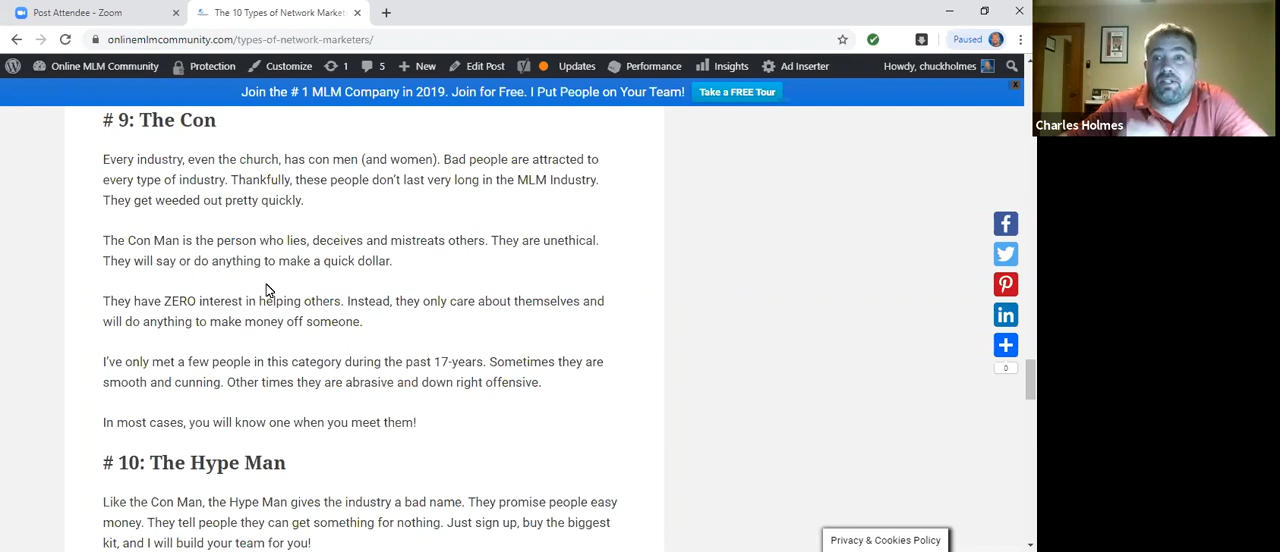 Post Attendee - Zoom
The 10 Types of Network Market
onlinemlmcommunity.com/types-of-network-marketers/
Paused
Online MLM Community
Protection
Customize
1
5
New
Edit Post
Updates
Performance
Insights
Ad Inserter
Howdy, chuckholmes
Join the # 1 MLM Company in 2019. Join for Free. I Put People on Your Team!
Take a FREE Tour
X
Charles Holmes
# 9: The Con
Every industry, even the church, has con men (and women). Bad people are attracted to
every type of industry. Thankfully, these people don't last very long in the MLM Industry.
They get weeded out pretty quickly.
The Con Man is the person who lies, deceives and mistreats others. They are unethical.
They will say or do anything to make a quick dollar.
They have ZERO interest in helping others. Instead, they only care about themselves and
will do anything to make money off someone.
I've only met a few people in this category during the past 17-years. Sometimes they are
smooth and cunning. Other times they are abrasive and down right offensive.
In most cases, you will know one when you meet them!
# 10: The Hype Man
Like the Con Man, the Hype Man gives the industry a bad name. They promise people easy
money. They tell people they can get something for nothing. Just sign up, buy the biggest
kit, and I will build your team for you!
0
Privacy & Cookies Policy